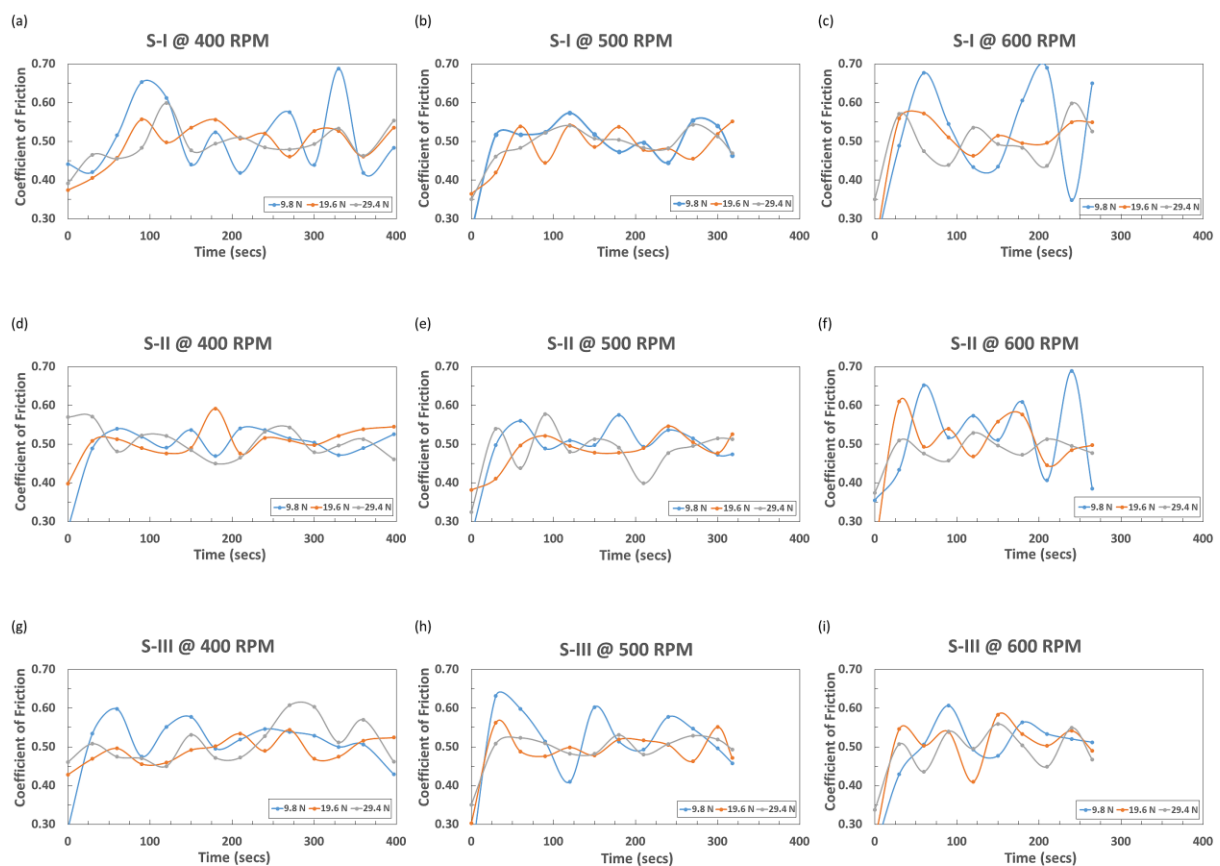 (a)
S-I @ 400 RPM
Coefficient of Friction
0.70
0.60
0.50
0.40
0.30
9.8 N 19.6 N 29.4 N
0 100 200 300 400
Time (secs)
(b)
S-I @ 500 RPM
Coefficient of Friction
0.70
0.60
0.50
0.40
0.30
9.8 N 19.6 N 29.4 N
0 100 200 300 400
Time (secs)
(c)
S-I @ 600 RPM
Coefficient of Friction
0.70
0.60
0.50
0.40
0.30
9.8 N 19.6 N 29.4 N
0 100 200 300 400
Time (secs)
(d)
S-II @ 400 RPM
Coefficient of Friction
0.70
0.60
0.50
0.40
0.30
9.8 N 19.6 N 29.4 N
0 100 200 300 400
Time (secs)
(e)
S-II @ 500 RPM
Coefficient of Friction
0.70
0.60
0.50
0.40
0.30
9.8 N 19.6 N 29.4 N
0 100 200 300 400
Time (secs)
(f)
S-II @ 600 RPM
Coefficient of Friction
0.70
0.60
0.50
0.40
0.30
9.8 N 19.6 N 29.4 N
0 100 200 300 400
Time (secs)
(g)
S-III @ 400 RPM
Coefficient of Friction
0.70
0.60
0.50
0.40
0.30
9.8 N 19.6 N 29.4 N
0 100 200 300 400
Time (secs)
(h)
S-III @ 500 RPM
Coefficient of Friction
0.70
0.60
0.50
0.40
0.30
9.8 N 19.6 N 29.4 N
0 100 200 300 400
Time (secs)
(i)
S-III @ 600 RPM
Coefficient of Friction
0.70
0.60
0.50
0.40
0.30
9.8 N 19.6 N 29.4 N
0 100 200 300 400
Time (secs)